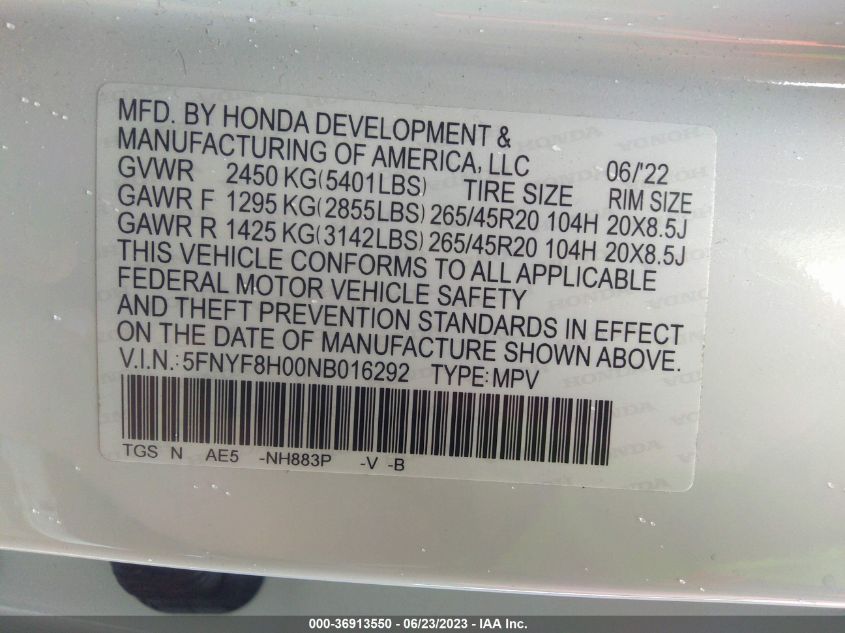 MFD. BY HONDA DEVELOPMENT &
MANUFACTURING OF AMERICA, LLC 06/'22
GVWR 2450 KG(5401LBS) TIRE SIZE RIM SIZE
GAWR F 1295 KG(2855LBS) 265/45R20 104H 20X8.5J
GAWR R 1425 KG(3142LBS) 265/45R20 104H 20X8.5J
THIS VEHICLE CONFORMS TO ALL APPLICABLE
FEDERAL MOTOR VEHICLE SAFETY
AND THEFT PREVENTION STANDARDS IN EFFECT
ON THE DATE OF MANUFACTURE SHOWN ABOVE.
V.I.N.: 5FNYF8H00NB016292 TYPE: MPV
TGS N AE5 -NH883P -V -B
000-36913550 - 06/23/2023 - IAA Inc.